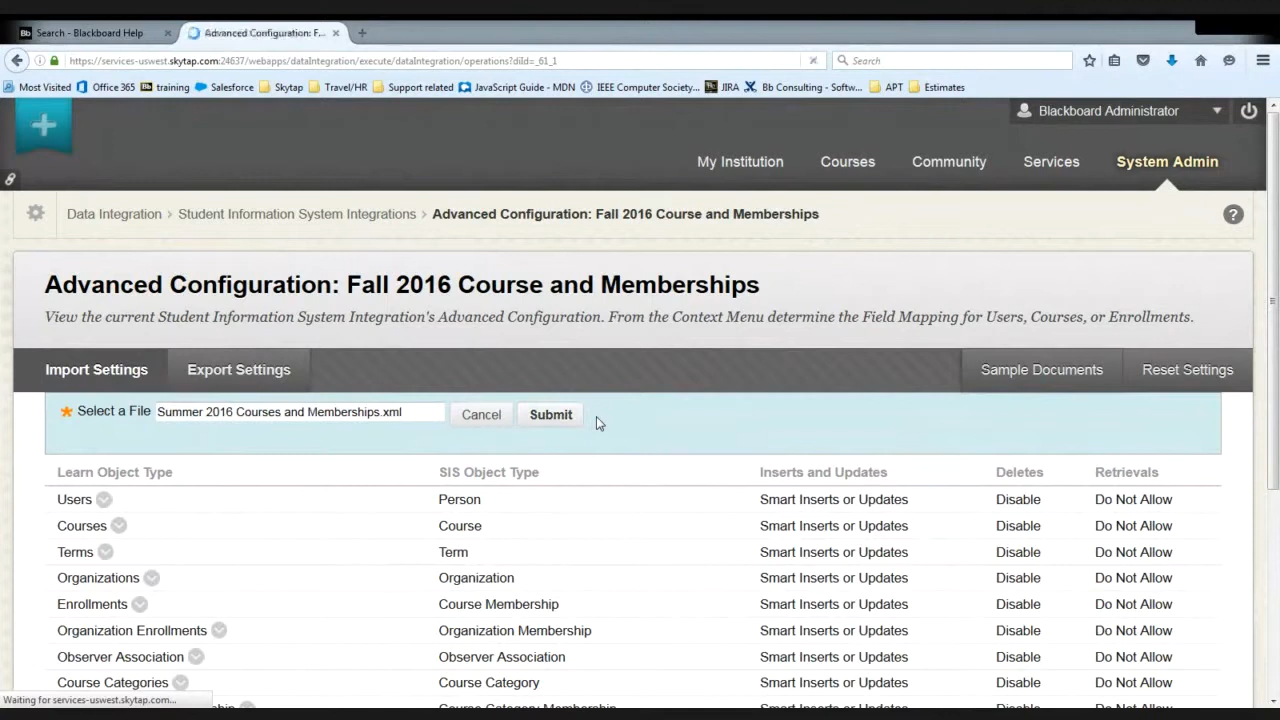 Bb Search - Blackboard Help
Advanced Configuration: F...
https://services-uswest.skytap.com:24637/webapps/dataIntegration/execute/dataIntegration/operations?diId=_61_1
Search
Most Visited Office 365 Bb training Salesforce Skytap Travel/HR Support related JavaScript Guide - MDN IEEE Computer Society... JIRA Bb Consulting - Softw... APT Estimates
Blackboard Administrator
My Institution Courses Community Services System Admin
Data Integration > Student Information System Integrations > Advanced Configuration: Fall 2016 Course and Memberships
Advanced Configuration: Fall 2016 Course and Memberships
View the current Student Information System Integration's Advanced Configuration. From the Context Menu determine the Field Mapping for Users, Courses, or Enrollments.
Import Settings Export Settings Sample Documents Reset Settings
Select a File Summer 2016 Courses and Memberships.xml Cancel Submit
Learn Object Type SIS Object Type Inserts and Updates Deletes Retrievals
Users Person Smart Inserts or Updates Disable Do Not Allow
Courses Course Smart Inserts or Updates Disable Do Not Allow
Terms Term Smart Inserts or Updates Disable Do Not Allow
Organizations Organization Smart Inserts or Updates Disable Do Not Allow
Enrollments Course Membership Smart Inserts or Updates Disable Do Not Allow
Organization Enrollments Organization Membership Smart Inserts or Updates Disable Do Not Allow
Observer Association Observer Association Smart Inserts or Updates Disable Do Not Allow
Course Categories Course Category Smart Inserts or Updates Disable Do Not Allow
Waiting for services-uswest.skytap.com...